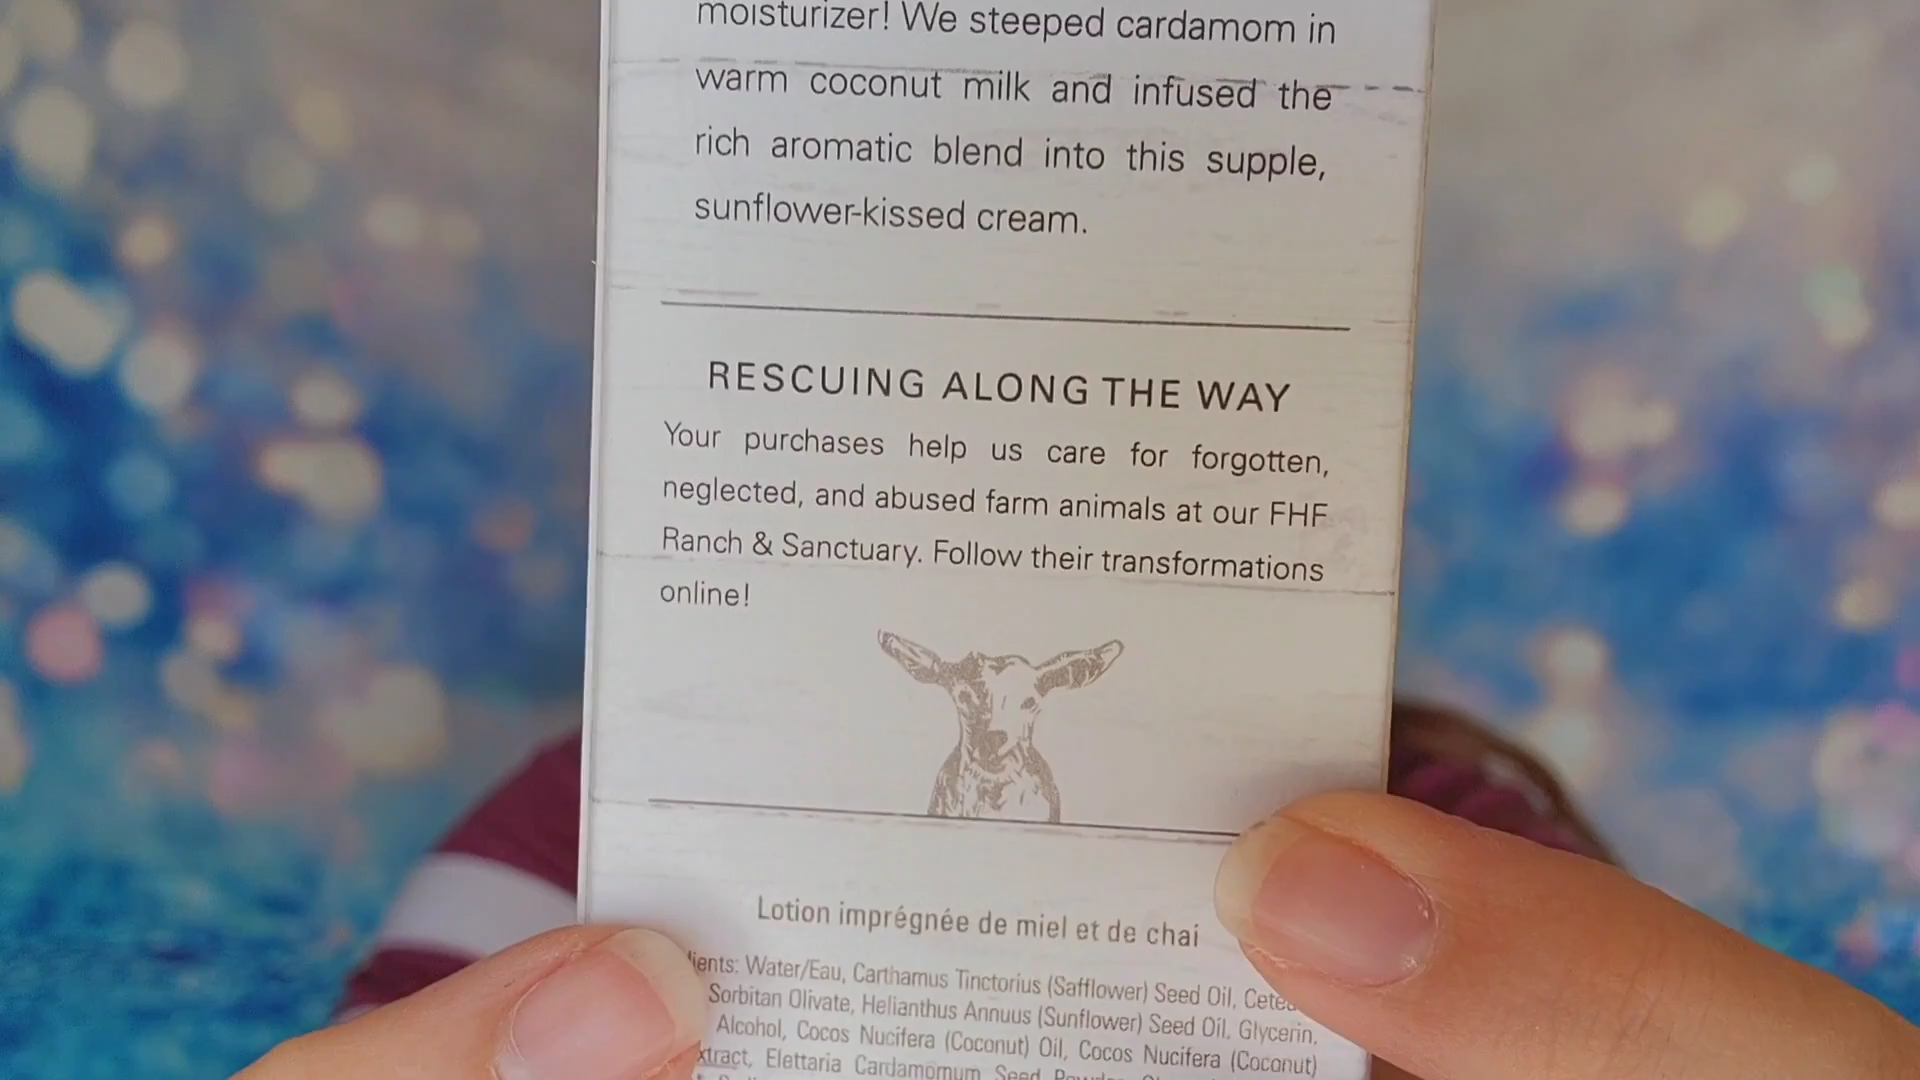 moisturizer! We steeped cardamom in
warm coconut milk and infused the
rich aromatic blend into this supple,
sunflower-kissed cream.
RESCUING ALONG THE WAY
Your purchases help us care for forgotten,
neglected, and abused farm animals at our FHF
Ranch & Sanctuary. Follow their transformations
online!
Lotion imprégnée de miel et de chai
Water/Eau, Carthamus Tinctorius (Safflower) Seed Oil,
Sorbitan Olivate, Helianthus Annuus (Sunflower) Seed Oil, Glycerin,
Alcohol, Cocos Nucifera (Coconut) Oil, Cocos Nucifera (Coconut)
Elettaria Cardamomum Seed